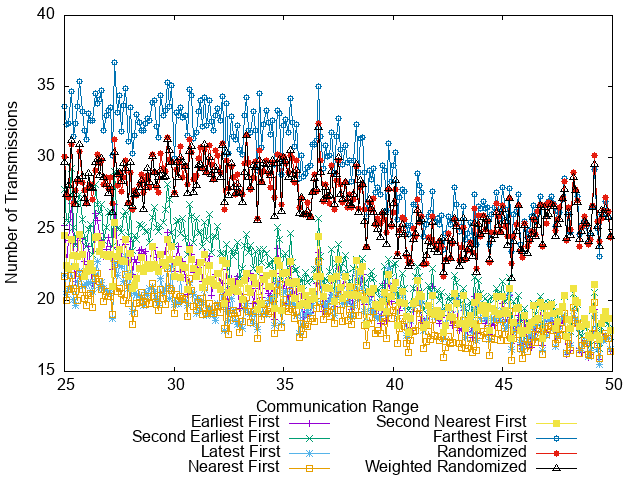 40
35
30
25
20
15
Number of Transmissions
25 30 35 40 45 50
Communication Range
Earliest First
Second Earliest First
Latest First
Nearest First
Second Nearest First
Farthest First
Randomized
Weighted Randomized